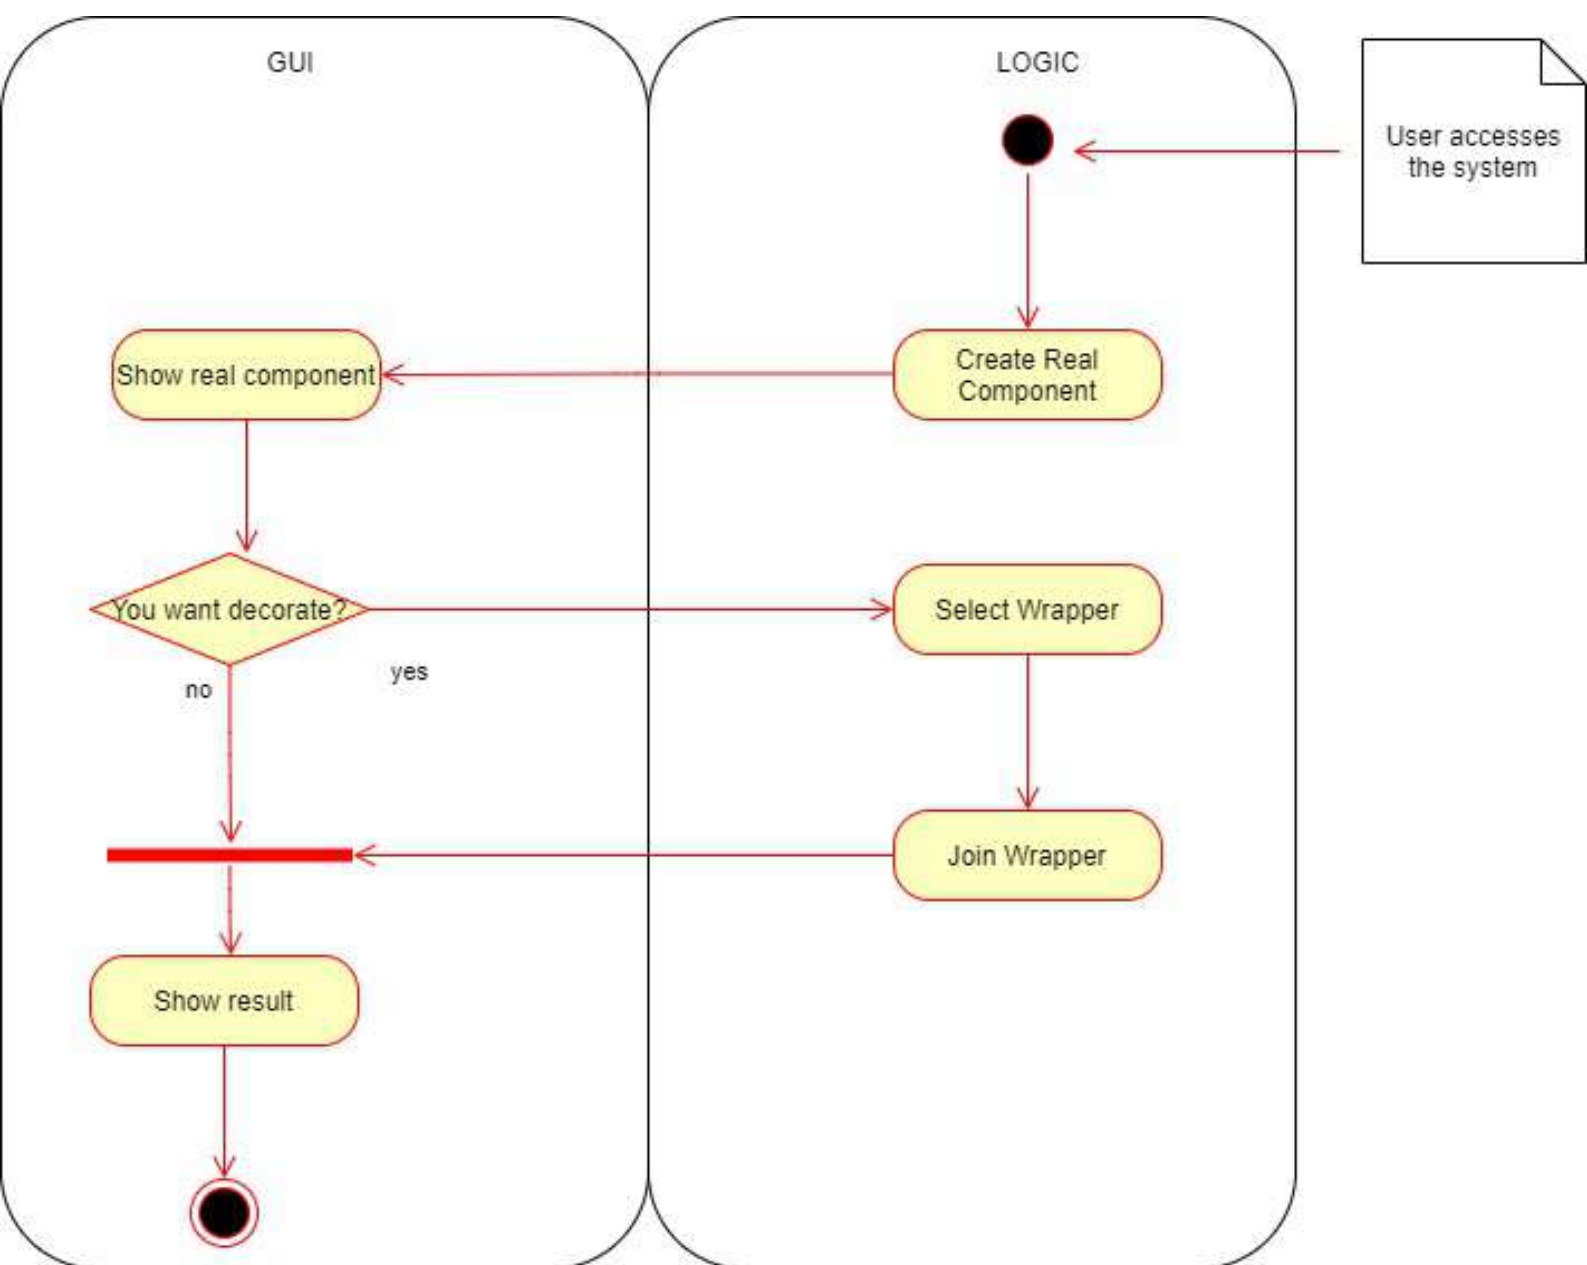 GUI
LOGIC
User accesses
the system
Show real component
Create Real
Component
You want decorate?
Select Wrapper
yes
no
Join Wrapper
Show result